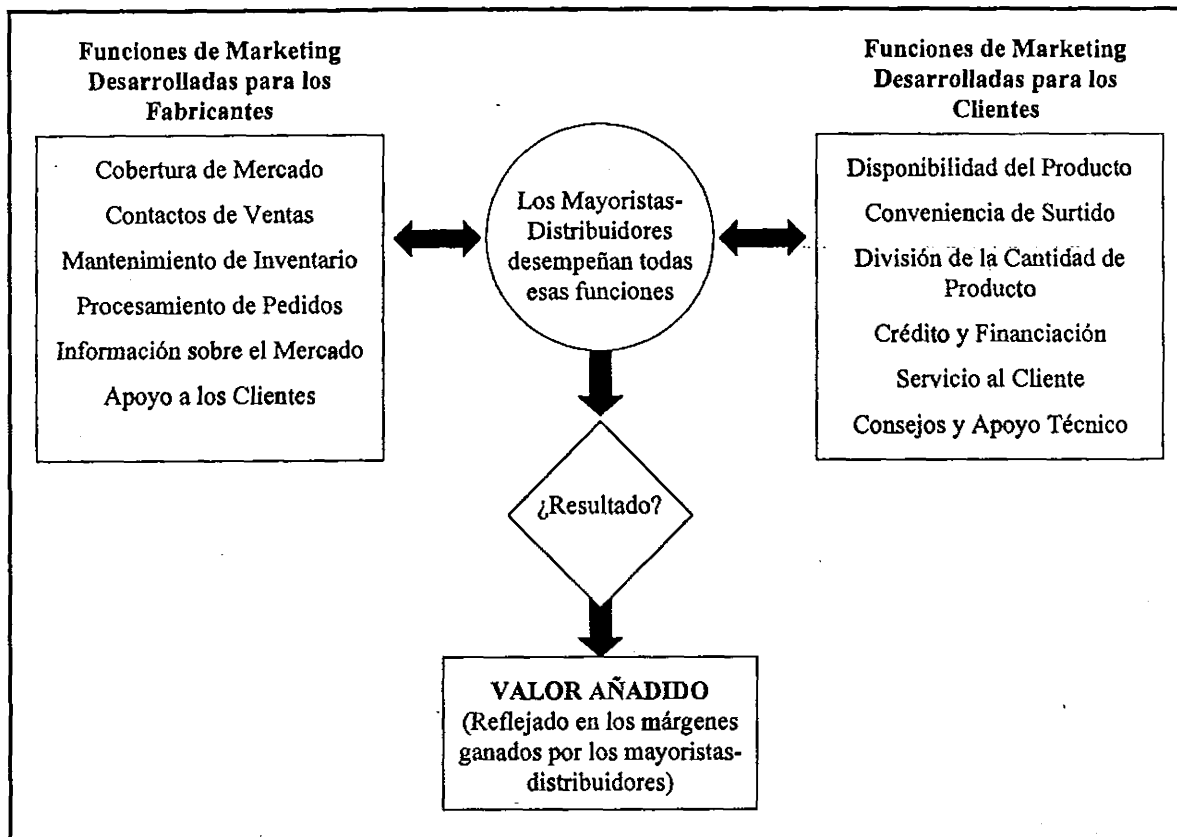 Funciones de Marketing
Desarrolladas para los
Fabricantes
Cobertura de Mercado
Contactos de Ventas
Mantenimiento de Inventario
Procesamiento de Pedidos
Información sobre el Mercado
Apoyo a los Clientes
Los Mayoristas-
Distribuidores
desempeñan todas
esas funciones
Funciones de Marketing
Desarrolladas para los
Clientes
Disponibilidad del Producto
Conveniencia de Surtido
División de la Cantidad de
Producto
Crédito y Financiación
Servicio al Cliente
Consejos y Apoyo Técnico
¿Resultado?
VALOR AÑADIDO
(Reflejado en los márgenes
ganados por los mayoristas-
distribuidores)